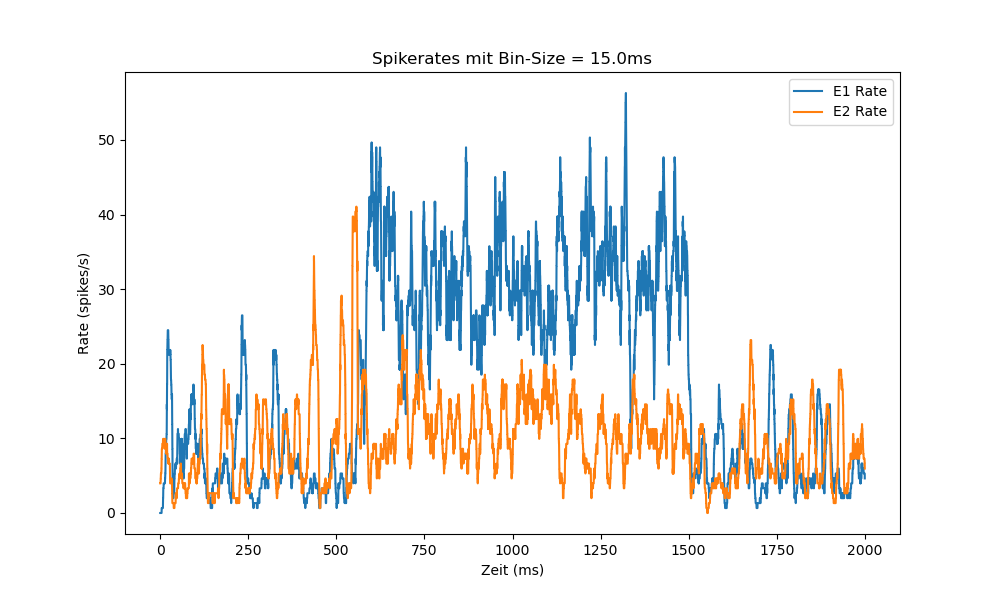 Spikerates mit Bin-Size = 15.0ms
E1 Rate
E2 Rate
Rate (spikes/s)
50
40
30
20
10
0
0 250 500 750 1000 1250 1500 1750 2000
Zeit (ms)